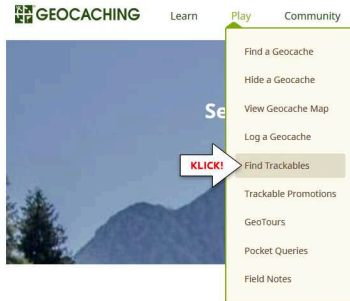 GEOCACHING Learn Play Community
Find a Geocache
Hide a Geocache
View Geocache Map
Se
Log a Geocache
KLICK! Find Trackables
Trackable Promotions
GeoTours
Pocket Queries
Field Notes